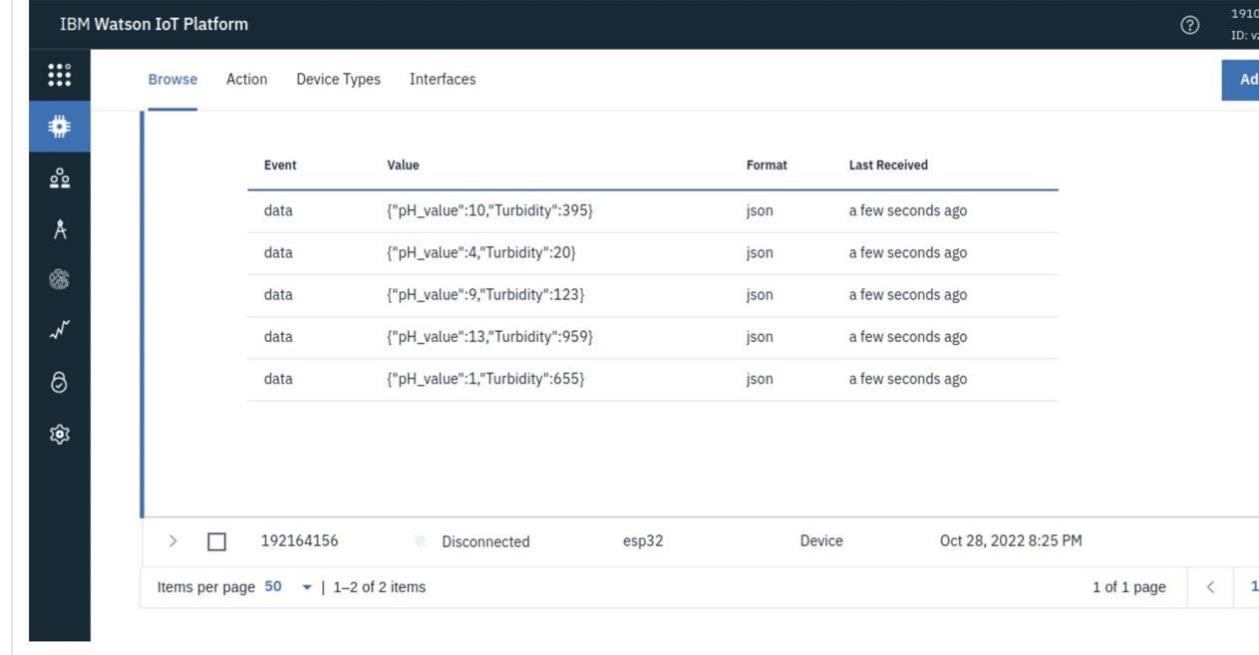 IBM Watson IoT Platform
1910
ID: v
Browse Action Device Types Interfaces
Ad
Event Value Format Last Received
data {"pH_value":10,"Turbidity":395} json a few seconds ago
data {"pH_value":4,"Turbidity":20} json a few seconds ago
data {"pH_value":9,"Turbidity":123} json a few seconds ago
data {"pH_value":13,"Turbidity":959} json a few seconds ago
data {"pH_value":1,"Turbidity":655} json a few seconds ago
192164156 Disconnected esp32 Device Oct 28, 2022 8:25 PM
Items per page 50 | 1–2 of 2 items 1 of 1 page < 1